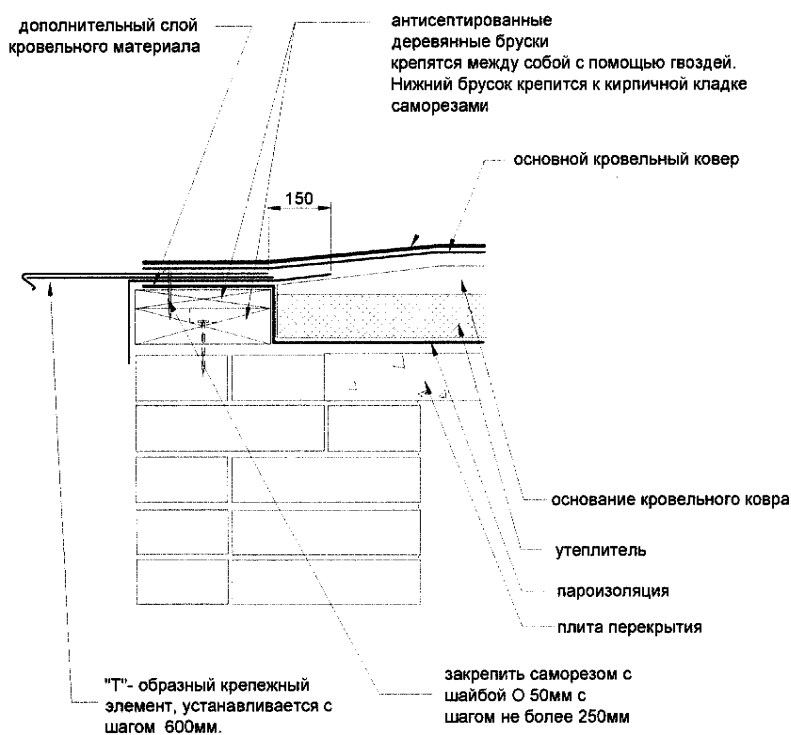 дополнительный слой
кровельного материала
антисептированные
деревянные бруски
крепятся между собой с помощью гвоздей.
Нижний брусок крепится к кирпичной кладке
саморезами
основной кровельный ковер
150
основание кровельного ковра
утеплитель
пароизоляция
плита перекрытия
"Т"- образный крепежный
элемент, устанавливается с
шагом 600мм.
закрепить саморезом с
шайбой О 50мм с
шагом не более 250мм